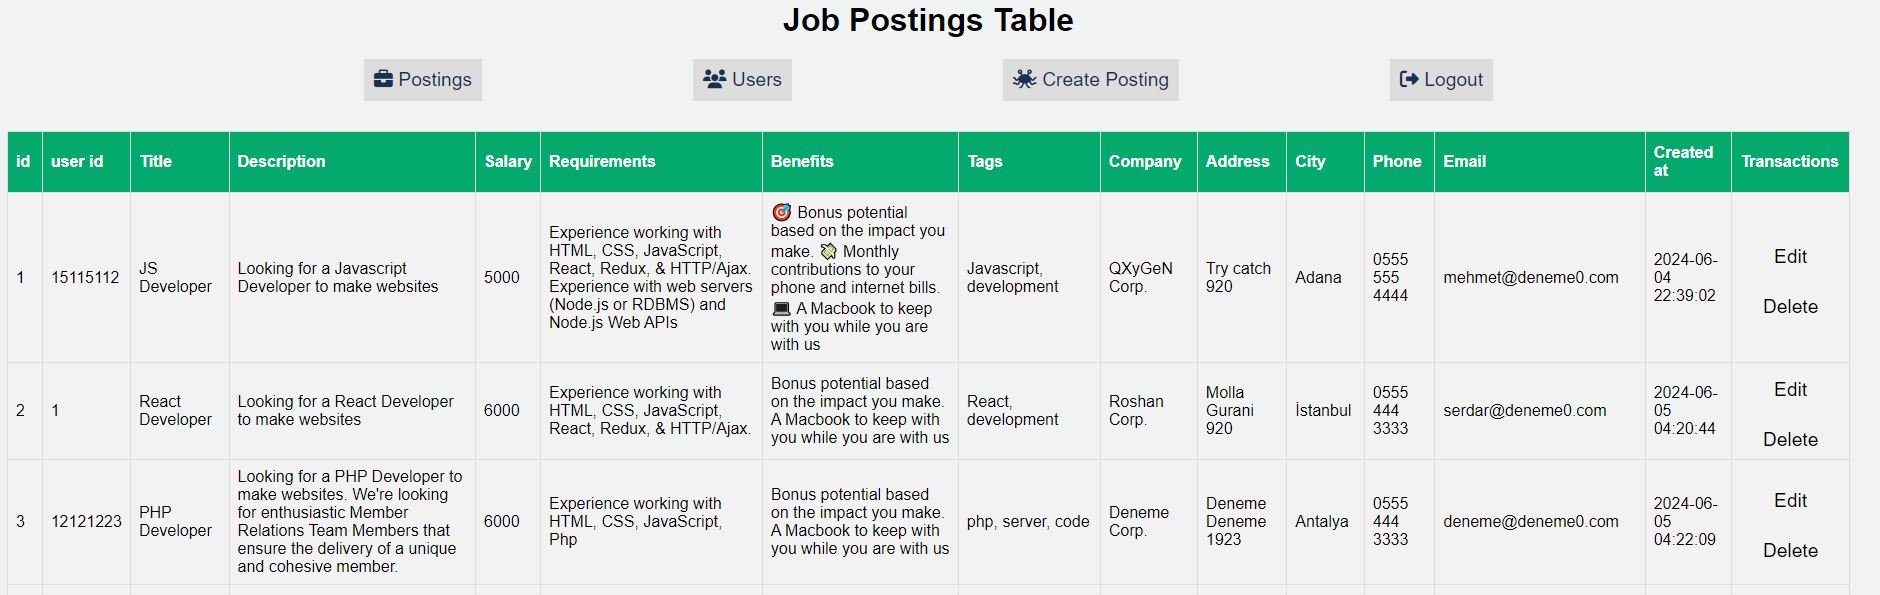 Job Postings Table
Postings
Users
Create Posting
Logout
id
user id
Title
Description
Salary
Requirements
Benefits
Tags
Company
Address
City
Phone
Email
Created
at
Transactions
1
15115112
JS
Developer
Looking for a Javascript
Developer to make websites
5000
Experience working with
HTML, CSS, JavaScript,
React, Redux, & HTTP/Ajax.
Experience with web servers
(Node.js or RDBMS) and
Node.js Web APIs
🎯 Bonus potential
based on the impact you
make. 💸 Monthly
contributions to your
phone and internet bills.
💻 A Macbook to keep
with you while you are
with us
Javascript,
development
QXyGeN
Corp.
Try catch
920
Adana
0555
555
4444
mehmet@deneme0.com
2024-06-
04
22:39:02
Edit
Delete
2
1
React
Developer
Looking for a React Developer
to make websites
6000
Experience working with
HTML, CSS, JavaScript,
React, Redux, & HTTP/Ajax.
Bonus potential based
on the impact you make.
A Macbook to keep with
you while you are with us
React,
development
Roshan
Corp.
Molla
Gurani
920
İstanbul
0555
444
3333
serdar@deneme0.com
2024-06-
05
04:20:44
Edit
Delete
3
12121223
PHP
Developer
Looking for a PHP Developer to
make websites. We're looking
for enthusiastic Member
Relations Team Members that
ensure the delivery of a unique
and cohesive member.
6000
Experience working with
HTML, CSS, JavaScript,
Php
Bonus potential based
on the impact you make.
A Macbook to keep with
you while you are with us
php, server, code
Deneme
Corp.
Deneme
Deneme
1923
Antalya
0555
444
3333
deneme@deneme0.com
2024-06-
05
04:22:09
Edit
Delete